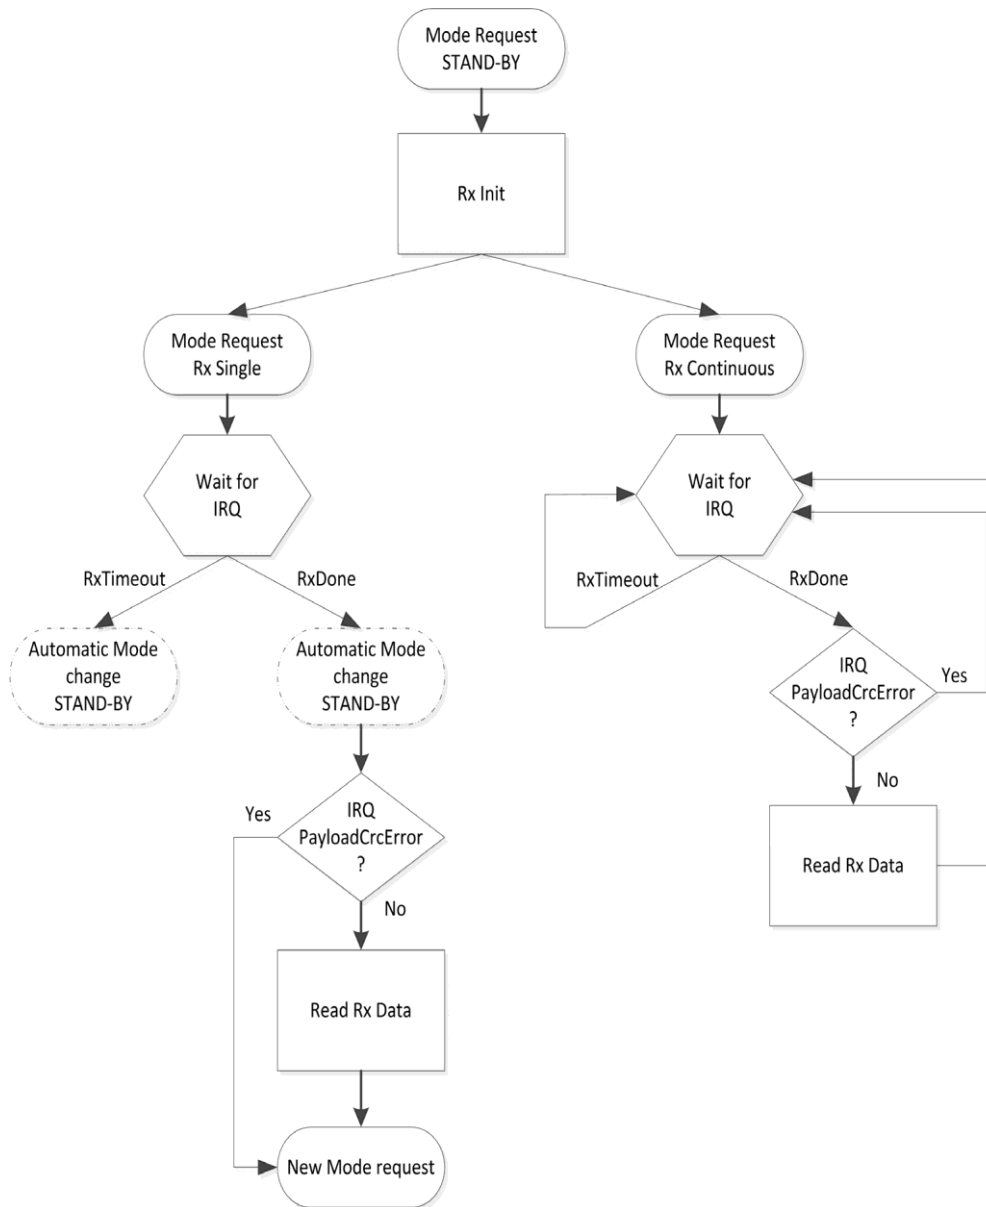 Mode Request
STAND-BY
Rx Init
Mode Request
Rx Single
Mode Request
Rx Continuous
Wait for
IRQ
Wait for
IRQ
RxTimeout
RxDone
RxTimeout
RxDone
Automatic Mode
change
STAND-BY
Automatic Mode
change
STAND-BY
IRQ
PayloadCrcError
?
Yes
No
Read Rx Data
Yes
IRQ
PayloadCrcError
?
No
Read Rx Data
New Mode request